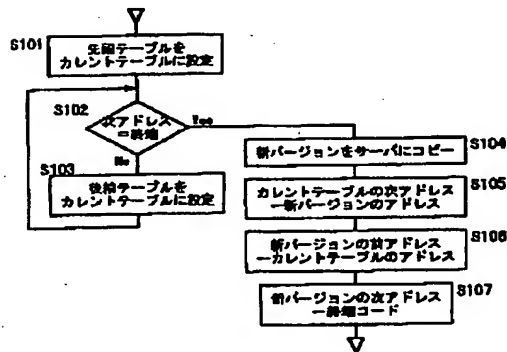 S101
先頭テーブルを
カレントテーブルに設定
S102
次アドレス
=終端
Yes
No
S103
後続テーブルを
カレントテーブルに設定
新バージョンをサーバにコピー
S104
カレントテーブルの次アドレス
←新バージョンのアドレス
S105
新バージョンの前アドレス
←カレントテーブルのアドレス
S106
新バージョンの次アドレス
←終端コード
S107